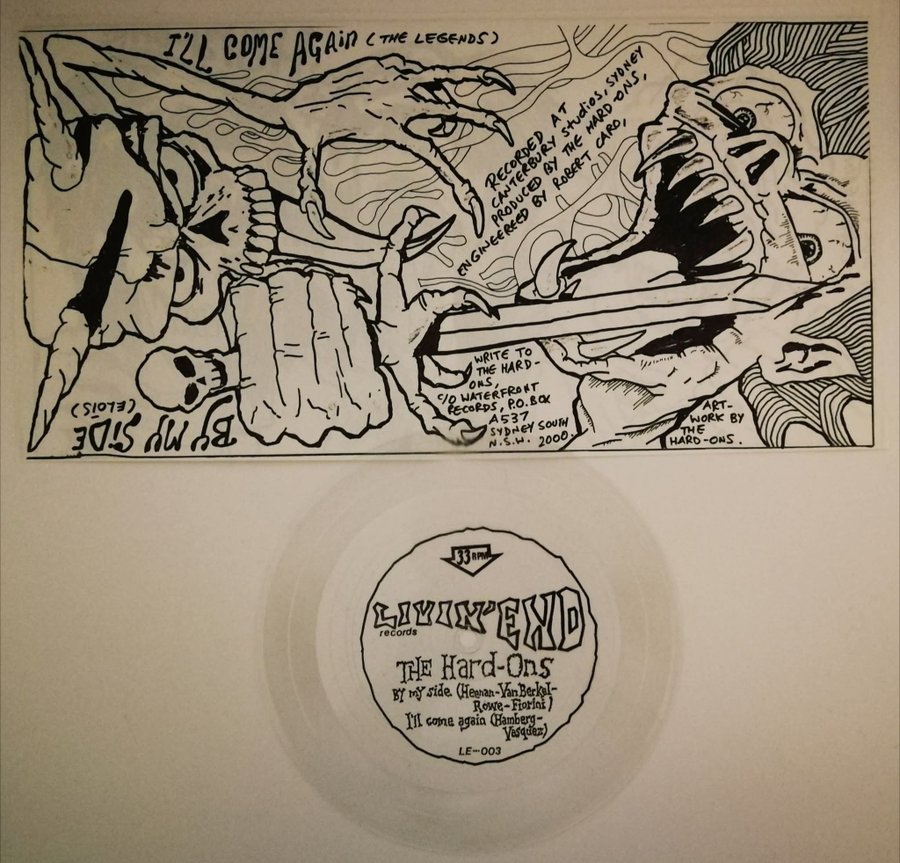 I'LL COME AGAIN (THE LEGENDS)
RECORDED AT
CANTERBURY STUDIOS, SYDNEY
PRODUCED BY THE HARD-ONS,
ENGINEERED BY ROBERT CARD,
WRITE TO
THE HARD-
ONS,
C/O WATERFRONT
RECORDS, P.O. BOX
A537
SYDNEY SOUTH
N.S.W. 2000.
ART-
WORK BY
THE
HARD-ONS.
BY MY SIDE
(ELOIS)
33 RPM
LIVIN' END
records
THE Hard-Ons
By my side. (Heenan-Van Berkel-
Rowe-Fiorini)
I'll come again (Hamberg-
Vasquez)
LE-003